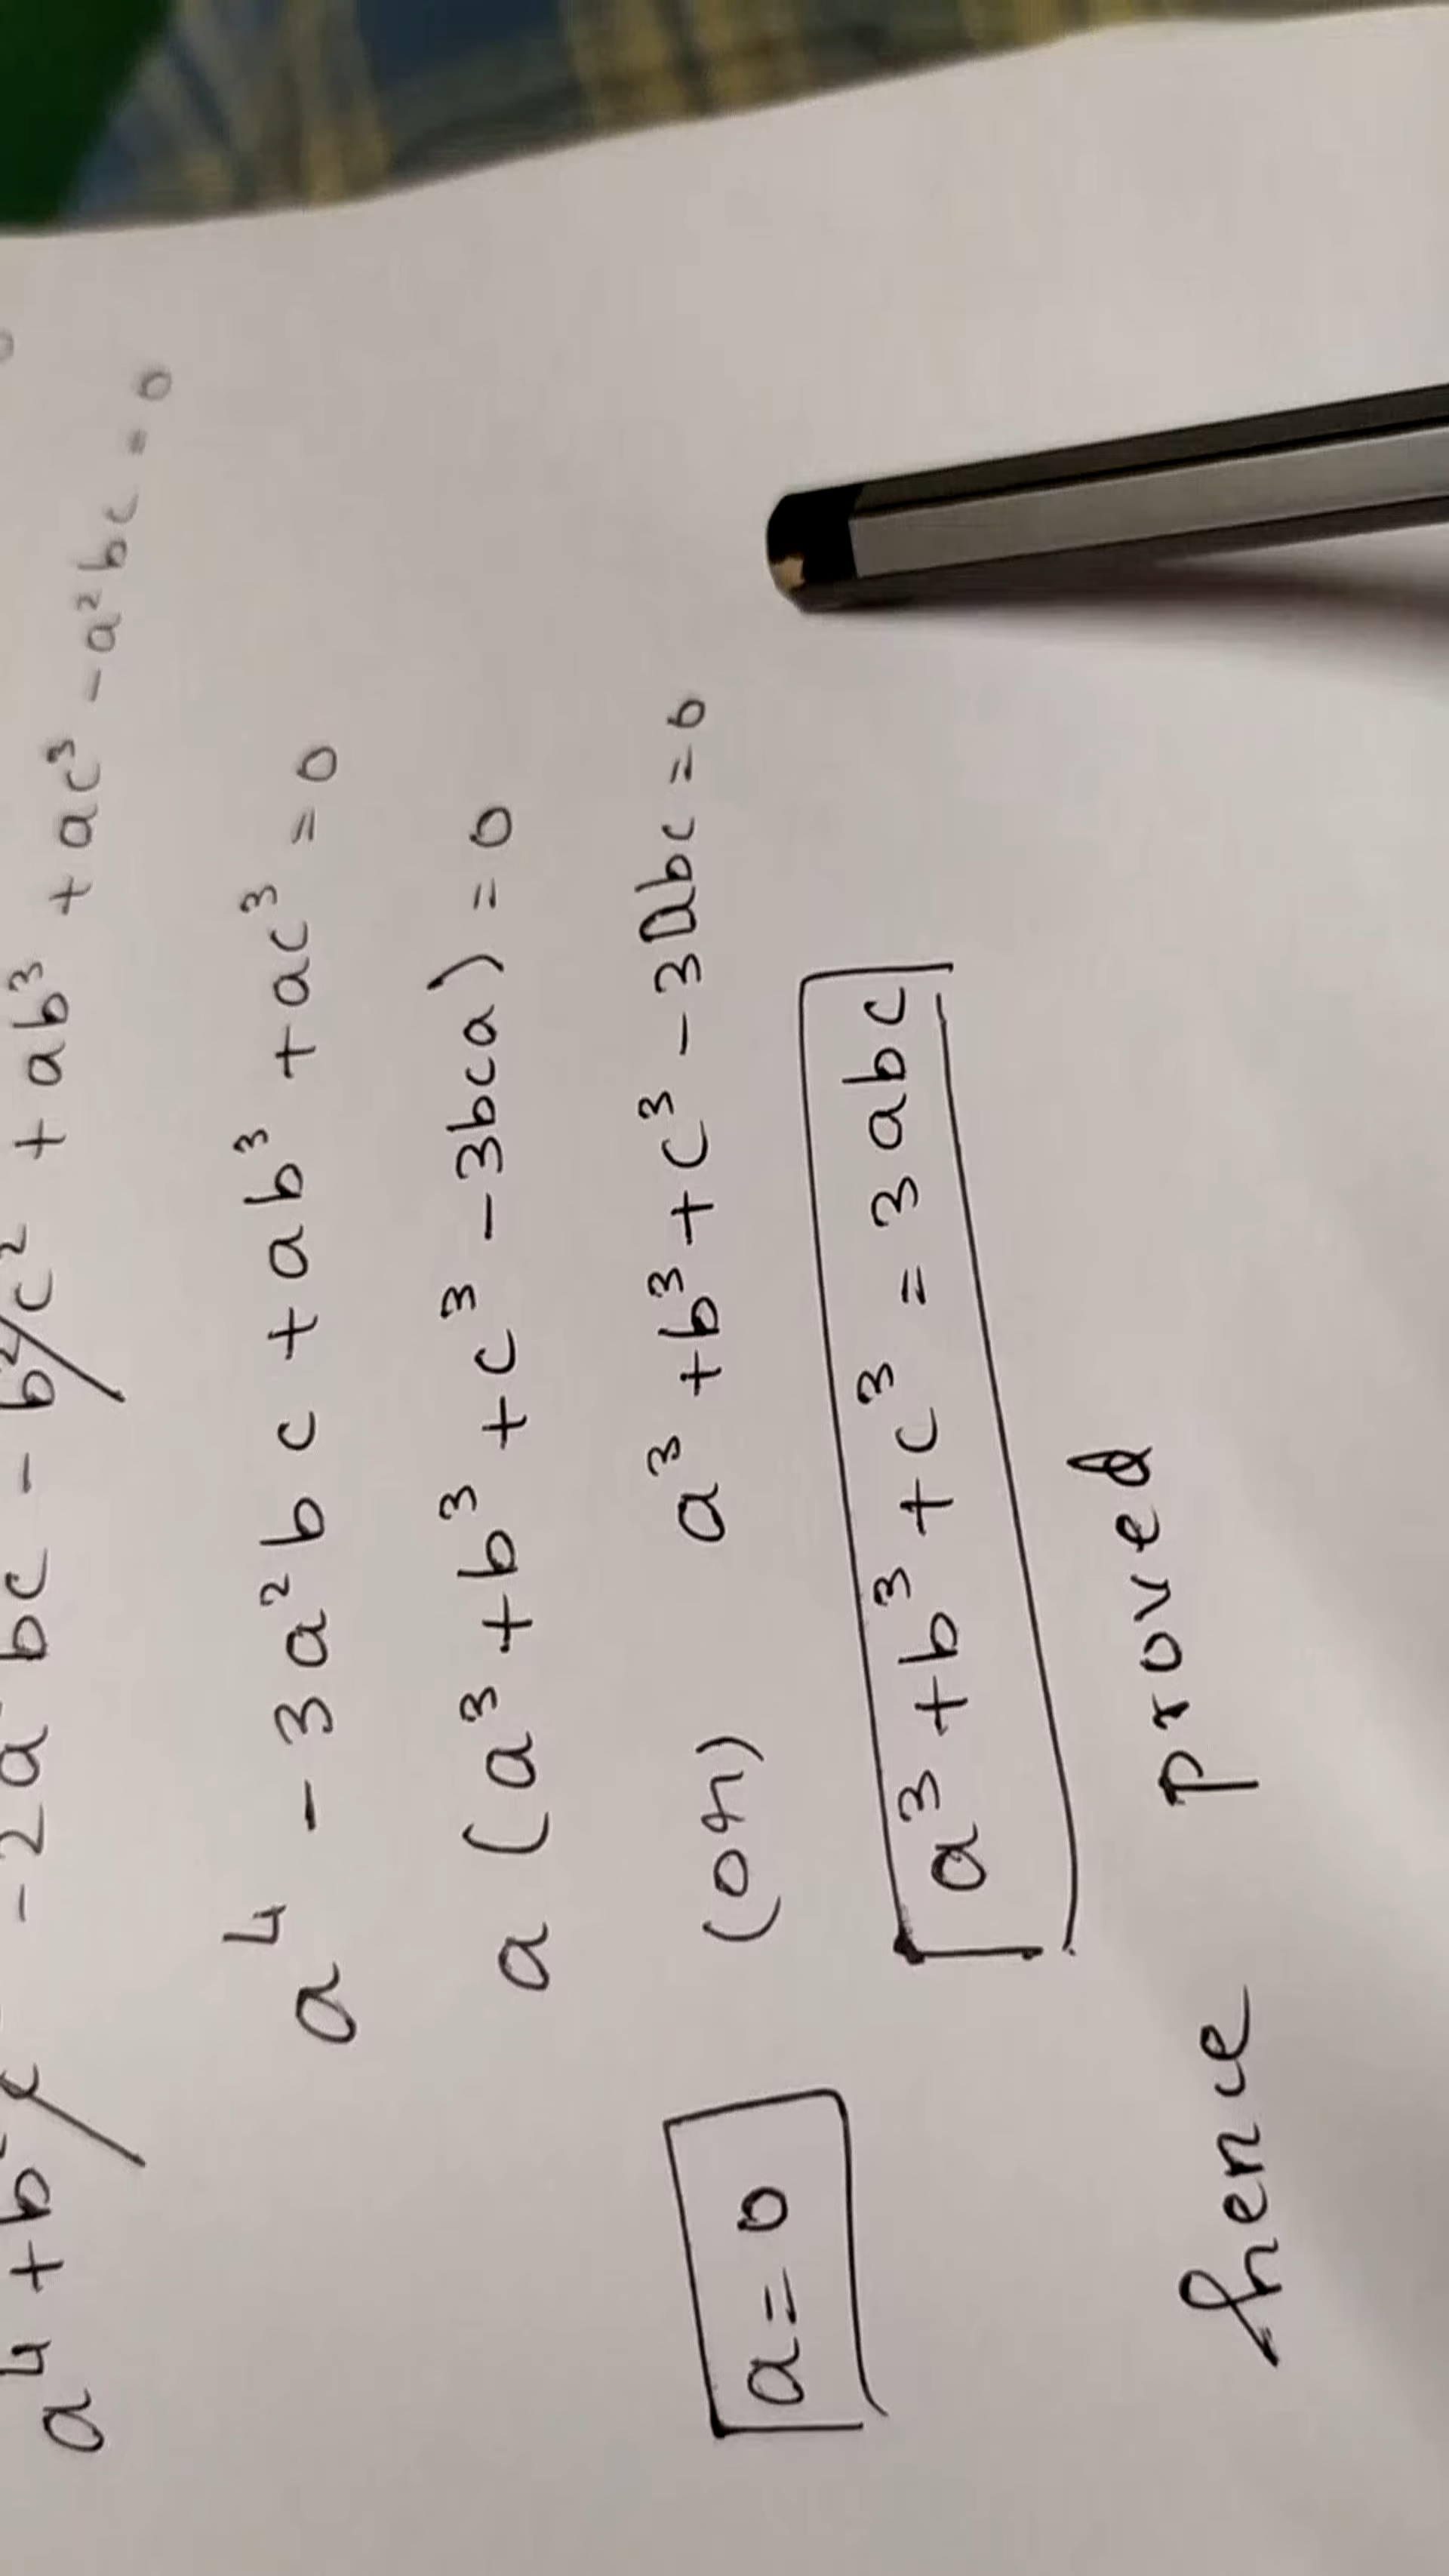 a⁴ + b²c² - 2a²bc - b²c² + ab³ + ac³ - a²bc = 0
a⁴ - 3a²bc + ab³ + ac³ = 0
a (a³ + b³ + c³ - 3bca) = 0
a = 0 (or) a³ + b³ + c³ - 3abc = 0
a³ + b³ + c³ = 3abc
hence proved